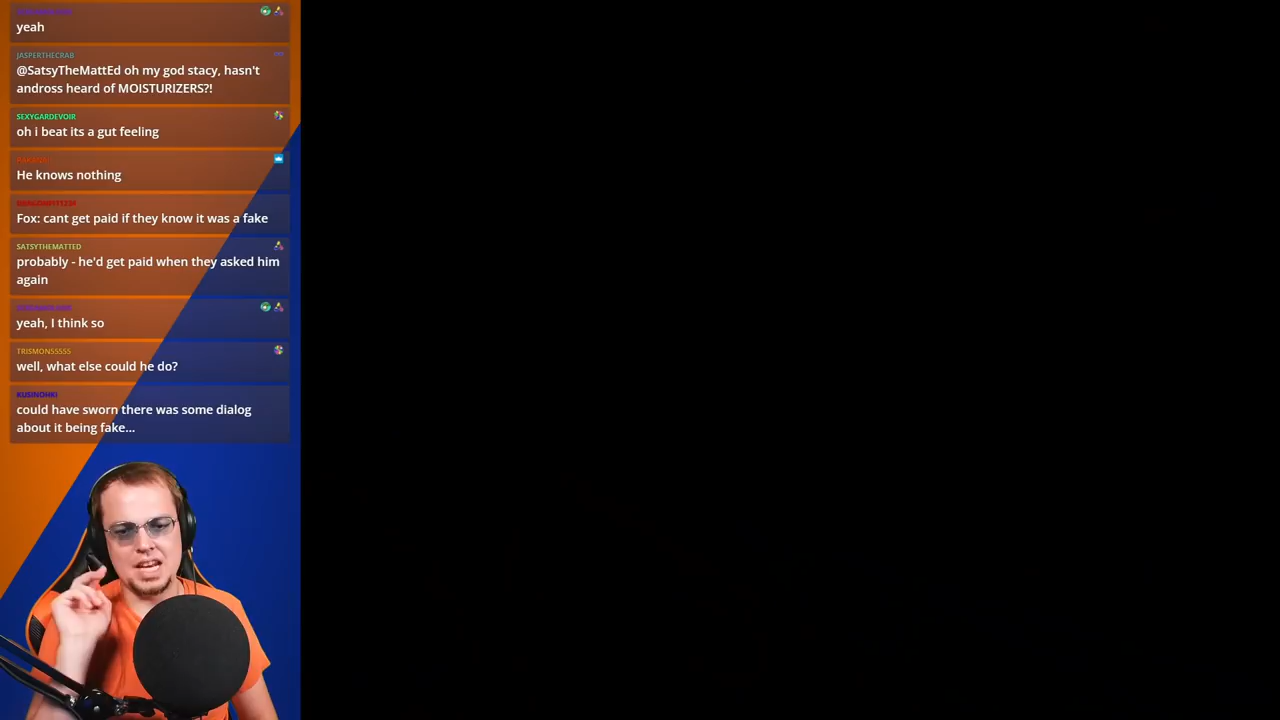 yeah
JASPERTHECRAB
@SatsyTheMattEd oh my god stacy, hasn't
andross heard of MOISTURIZERS?!
SEXYGARDEVOIR
oh i beat its a gut feeling
He knows nothing
Fox: cant get paid if they know it was a fake
SATSYTHEMATTED
probably - he'd get paid when they asked him
again
yeah, I think so
TRISMON55555
well, what else could he do?
KUSINOHKI
could have sworn there was some dialog
about it being fake...